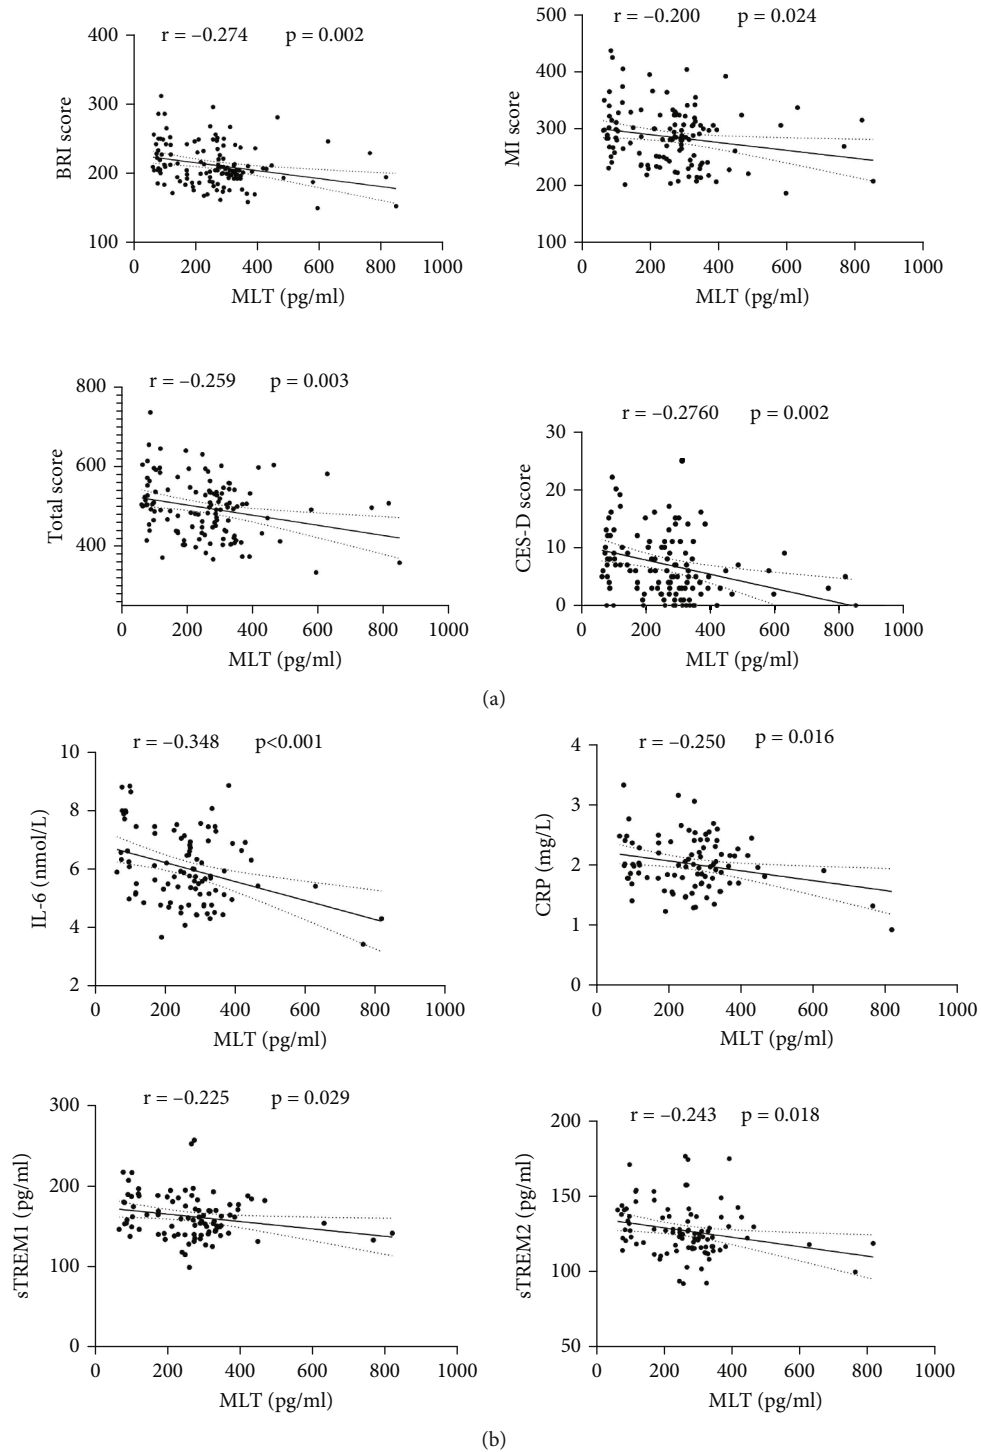 r = –0.274 p = 0.002
400
300
200
100
BRI score
0 200 400 600 800 1000
MLT (pg/ml)
r = –0.200 p = 0.024
500
400
300
200
100
MI score
0 200 400 600 800 1000
MLT (pg/ml)
r = –0.259 p = 0.003
800
600
400
Total score
0 200 400 600 800 1000
MLT (pg/ml)
r = –0.2760 p = 0.002
30
20
10
0
CES-D score
0 200 400 600 800 1000
MLT (pg/ml)
(a)
r = –0.348 p<0.001
10
8
6
4
2
IL-6 (nmol/L)
0 200 400 600 800 1000
MLT (pg/ml)
r = –0.250 p = 0.016
4
3
2
1
0
CRP (mg/L)
0 200 400 600 800 1000
MLT (pg/ml)
r = –0.225 p = 0.029
300
200
100
0
sTREM1 (pg/ml)
0 200 400 600 800 1000
MLT (pg/ml)
r = –0.243 p = 0.018
200
150
100
50
sTREM2 (pg/ml)
0 200 400 600 800 1000
MLT (pg/ml)
(b)